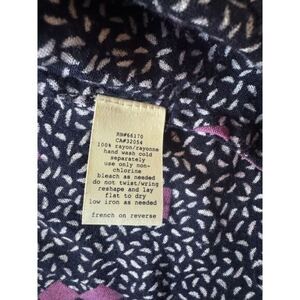 RN#66170
CA#32054
100% rayon/rayonne
hand wash cold
separately
use only non-
chlorine
bleach as needed
do not twist/wring
reshape and lay
flat to dry
low iron as needed
french on reverse